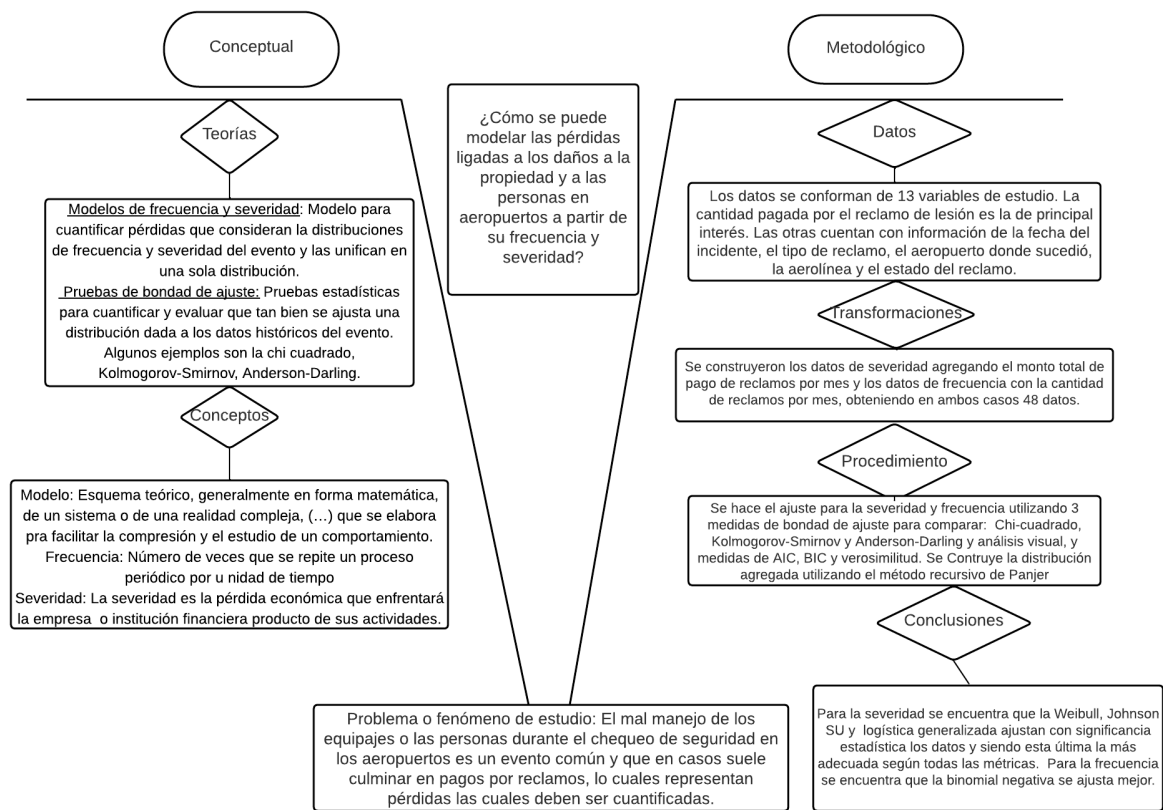 Conceptual
Teorías
Modelos de frecuencia y severidad: Modelo para
cuantificar pérdidas que consideran la distribuciones
de frecuencia y severidad del evento y las unifican en
una sola distribución.
Pruebas de bondad de ajuste: Pruebas estadísticas
para cuantificar y evaluar que tan bien se ajusta una
distribución dada a los datos históricos del evento.
Algunos ejemplos son la chi cuadrado,
Kolmogorov-Smirnov, Anderson-Darling.
Conceptos
Modelo: Esquema teórico, generalmente en forma matemática,
de un sistema o de una realidad compleja, (…) que se elabora
pra facilitar la compresión y el estudio de un comportamiento.
Frecuencia: Número de veces que se repite un proceso
periódico por u nidad de tiempo
Severidad: La severidad es la pérdida económica que enfrentará
la empresa o institución financiera producto de sus actividades.
¿Cómo se puede
modelar las pérdidas
ligadas a los daños a la
propiedad y a las
personas en
aeropuertos a partir de
su frecuencia y
severidad?
Metodológico
Datos
Los datos se conforman de 13 variables de estudio. La
cantidad pagada por el reclamo de lesión es la de principal
interés. Las otras cuentan con información de la fecha del
incidente, el tipo de reclamo, el aeropuerto donde sucedió,
la aerolínea y el estado del reclamo.
Transformaciones
Se construyeron los datos de severidad agregando el monto total de
pago de reclamos por mes y los datos de frecuencia con la cantidad
de reclamos por mes, obteniendo en ambos casos 48 datos.
Procedimiento
Se hace el ajuste para la severidad y frecuencia utilizando 3
medidas de bondad de ajuste para comparar: Chi-cuadrado,
Kolmogorov-Smirnov y Anderson-Darling y análisis visual, y
medidas de AIC, BIC y verosimilitud. Se Contruye la distribución
agregada utilizando el método recursivo de Panjer
Conclusiones
Para la severidad se encuentra que la Weibull, Johnson
SU y logística generalizada ajustan con significancia
estadística los datos y siendo esta última la más
adecuada según todas las métricas. Para la frecuencia
se encuentra que la binomial negativa se ajusta mejor.
Problema o fenómeno de estudio: El mal manejo de los
equipajes o las personas durante el chequeo de seguridad en
los aeropuertos es un evento común y que en casos suele
culminar en pagos por reclamos, lo cuales representan
pérdidas las cuales deben ser cuantificadas.